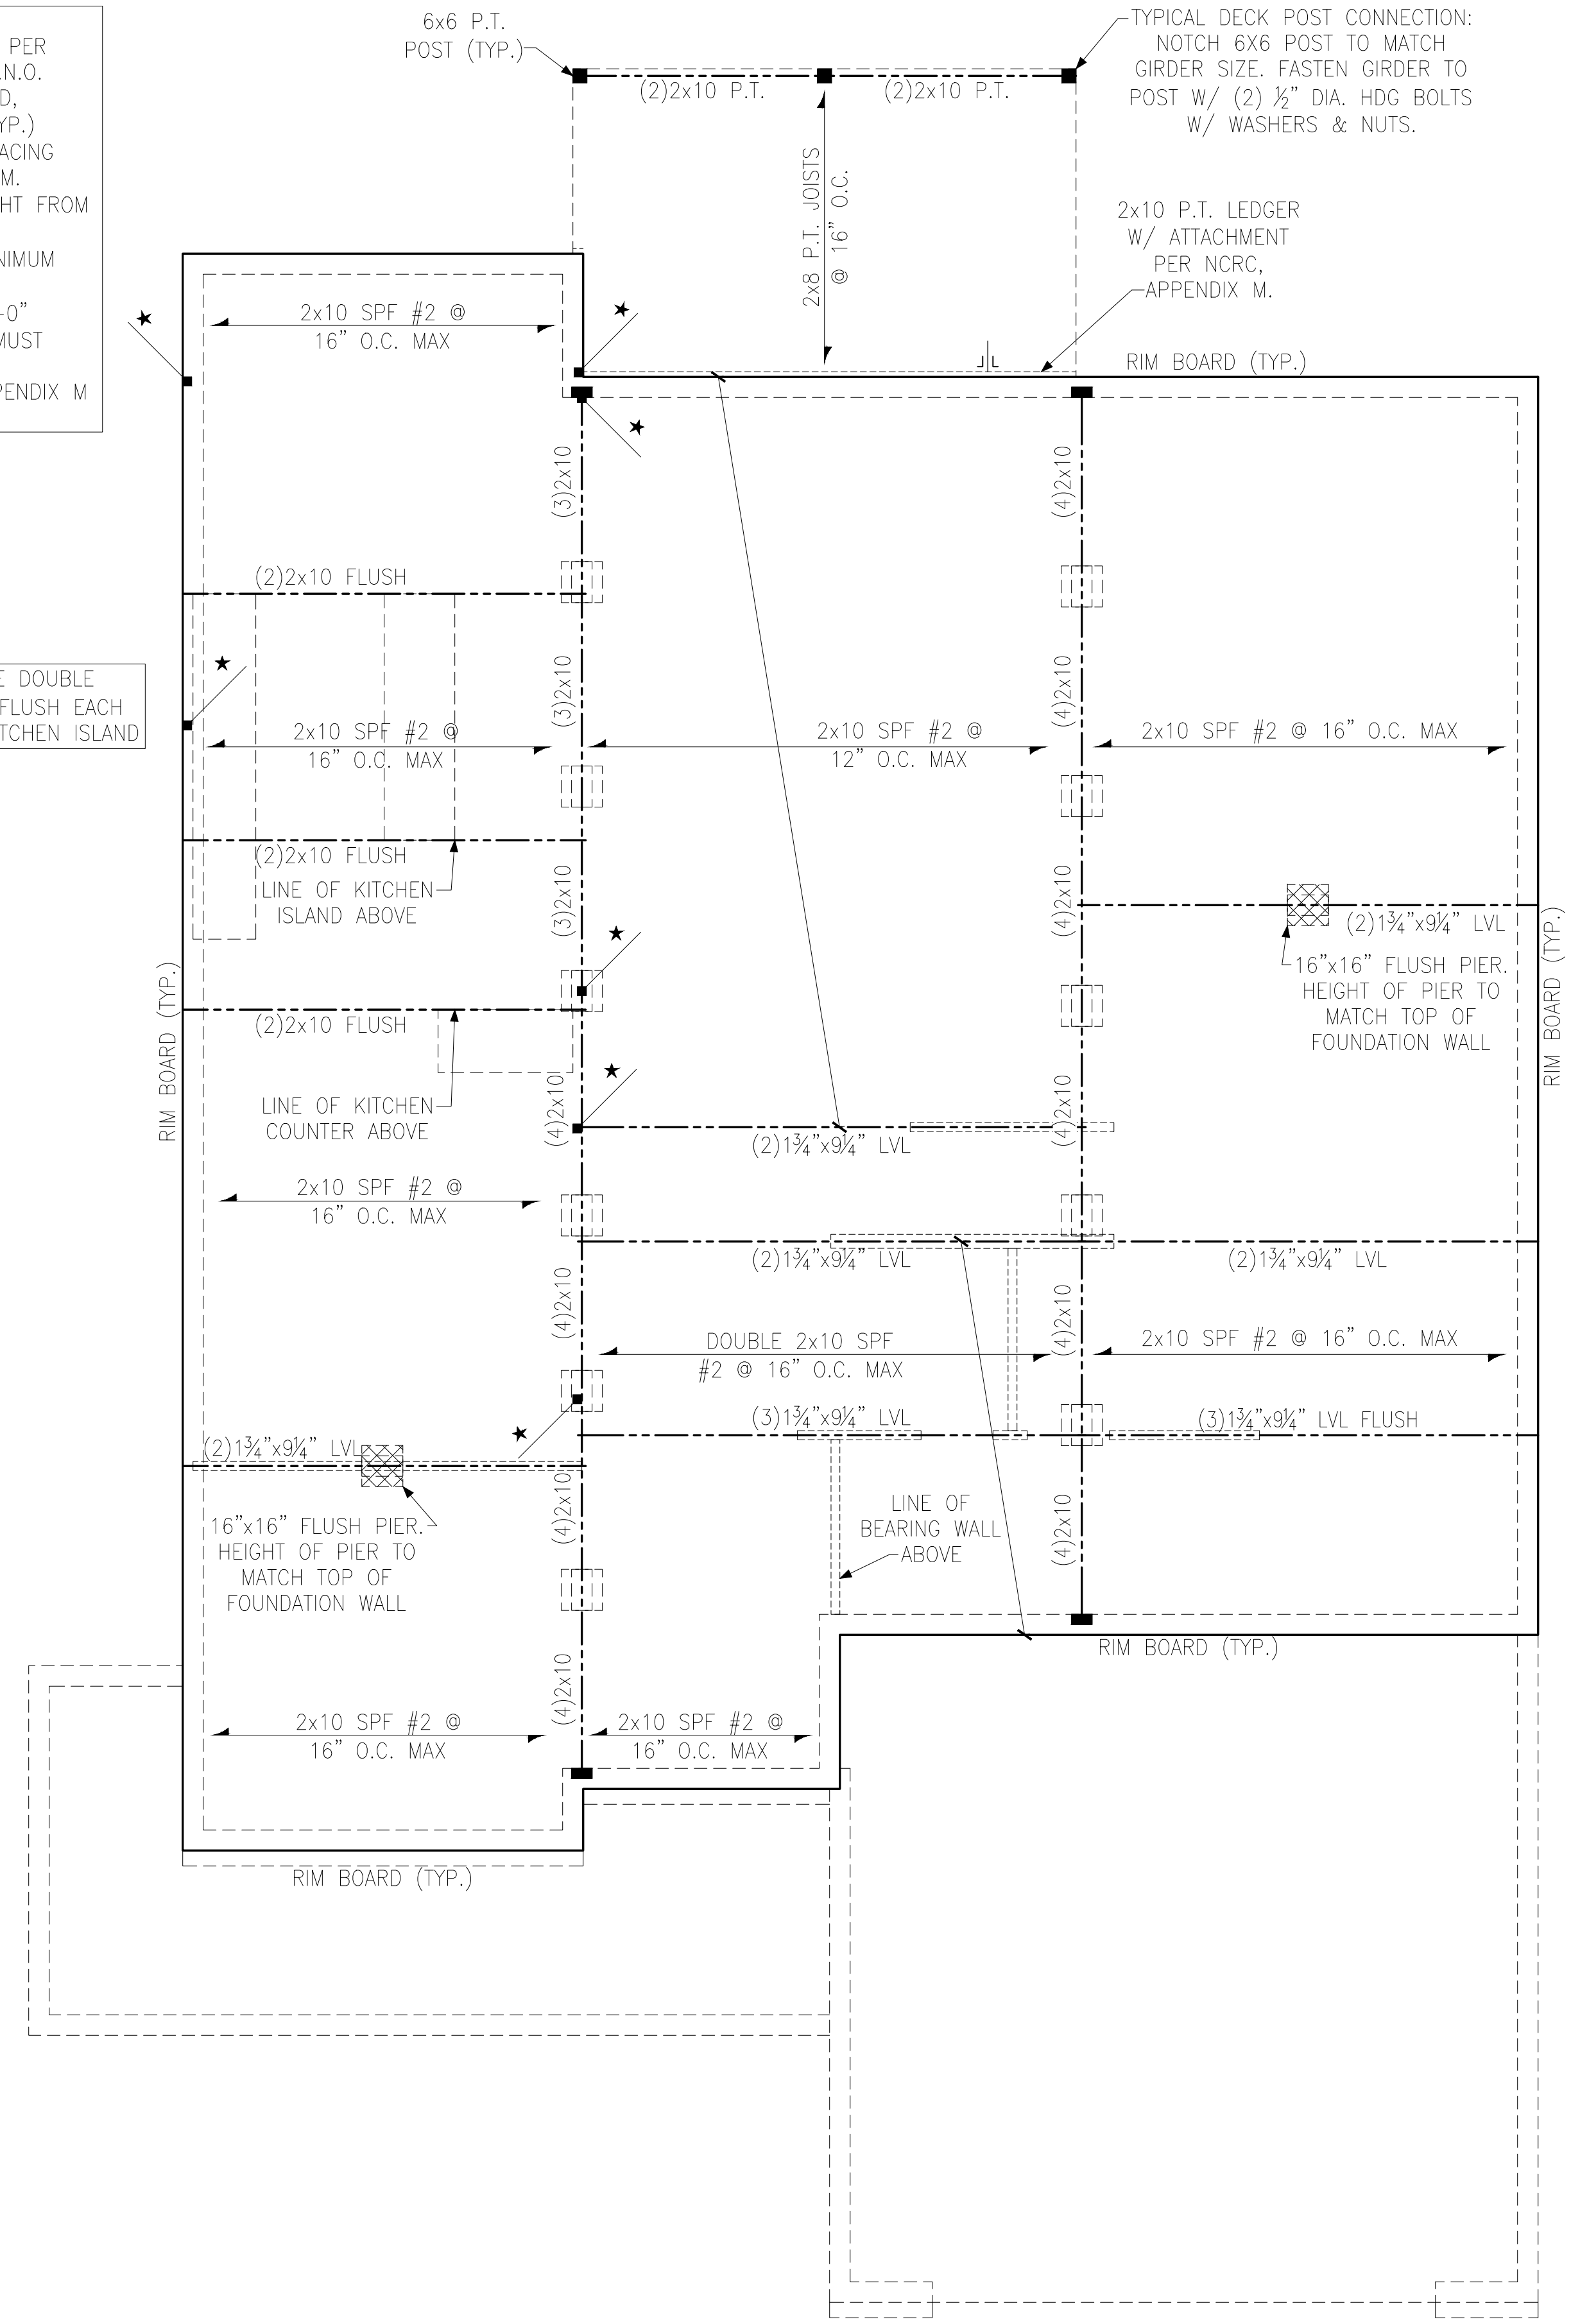 PER
N.O.
D,
YP.)
ACING
M.
HT FROM
NIMUM
-0"
MUST
PENDIX M
6x6 P.T.
POST (TYP.)
TYPICAL DECK POST CONNECTION:
NOTCH 6X6 POST TO MATCH
GIRDER SIZE. FASTEN GIRDER TO
POST W/ (2) ½" DIA. HDG BOLTS
W/ WASHERS & NUTS.
(2)2x10 P.T.
(2)2x10 P.T.
2x8 P.T. JOISTS
@ 16" O.C.
2x10 P.T. LEDGER
W/ ATTACHMENT
PER NCRC,
APPENDIX M.
RIM BOARD (TYP.)
2x10 SPF #2 @
16" O.C. MAX
(3)2x10
(4)2x10
(2)2x10 FLUSH
E DOUBLE
FLUSH EACH
TCHEN ISLAND
(3)2x10
(4)2x10
2x10 SPF #2 @
16" O.C. MAX
2x10 SPF #2 @
12" O.C. MAX
2x10 SPF #2 @ 16" O.C. MAX
(2)2x10 FLUSH
LINE OF KITCHEN
ISLAND ABOVE
(3)2x10
(4)2x10
(2)1¾"x9¼" LVL
16"x16" FLUSH PIER.
HEIGHT OF PIER TO
MATCH TOP OF
FOUNDATION WALL
RIM BOARD (TYP.)
RIM BOARD (TYP.)
(2)2x10 FLUSH
LINE OF KITCHEN
COUNTER ABOVE
(4)2x10
(4)2x10
(2)1¾"x9¼" LVL
2x10 SPF #2 @
16" O.C. MAX
(2)1¾"x9¼" LVL
(2)1¾"x9¼" LVL
(4)2x10
(4)2x10
DOUBLE 2x10 SPF
#2 @ 16" O.C. MAX
2x10 SPF #2 @ 16" O.C. MAX
(3)1¾"x9¼" LVL
(3)1¾"x9¼" LVL FLUSH
(2)1¾"x9¼" LVL
16"x16" FLUSH PIER.
HEIGHT OF PIER TO
MATCH TOP OF
FOUNDATION WALL
(4)2x10
LINE OF
BEARING WALL
ABOVE
(4)2x10
RIM BOARD (TYP.)
(4)2x10
2x10 SPF #2 @
16" O.C. MAX
2x10 SPF #2 @
16" O.C. MAX
RIM BOARD (TYP.)